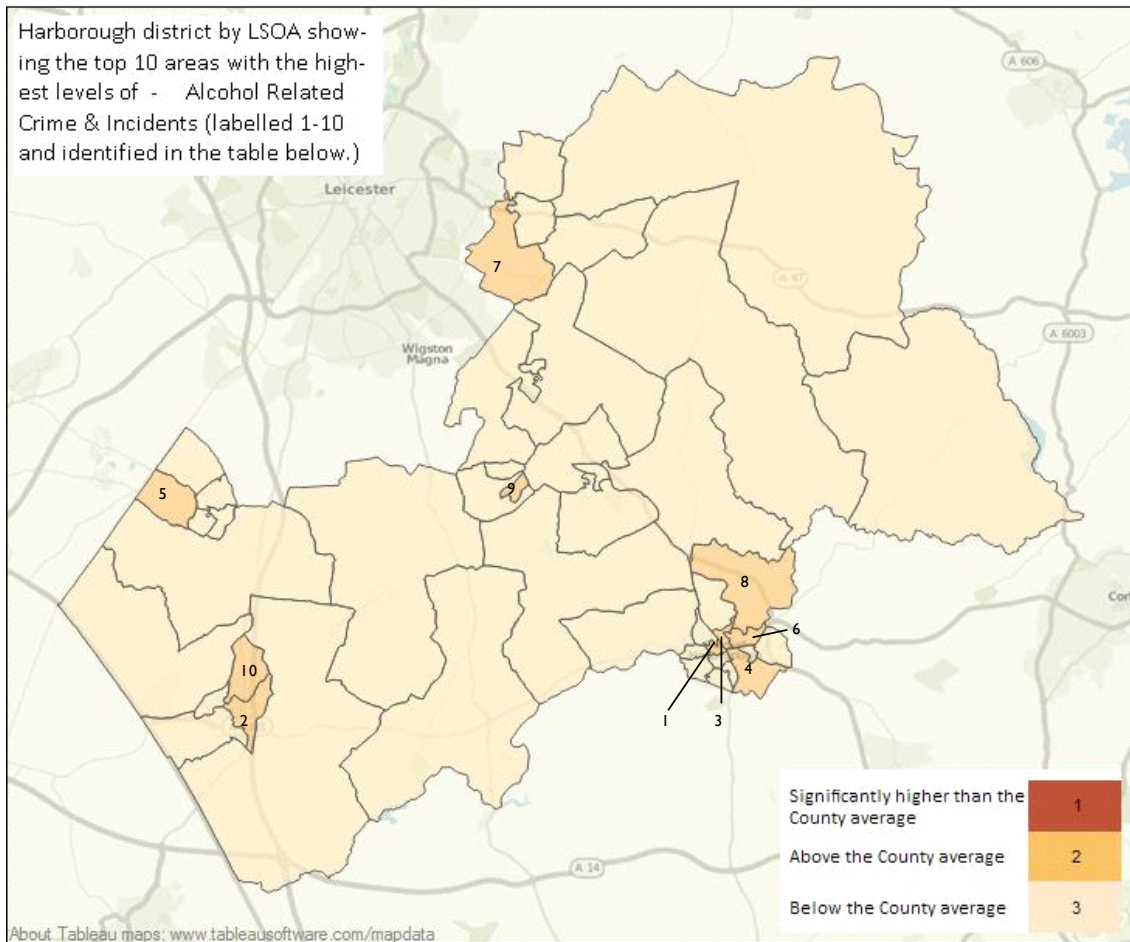 Harborough district by LSOA show-
ing the top 10 areas with the high-
est levels of - Alcohol Related
Crime & Incidents (labelled 1-10
and identified in the table below.)
A 606
Leicester
7
A 47
A 6003
Wigston
Magna
5
9
8
Cor
6
10
4
2
1
3
Significantly higher than the
County average
1
Above the County average
2
A 14
Below the County average
3
About Tableau maps: www.tableausoftware.com/mapdata